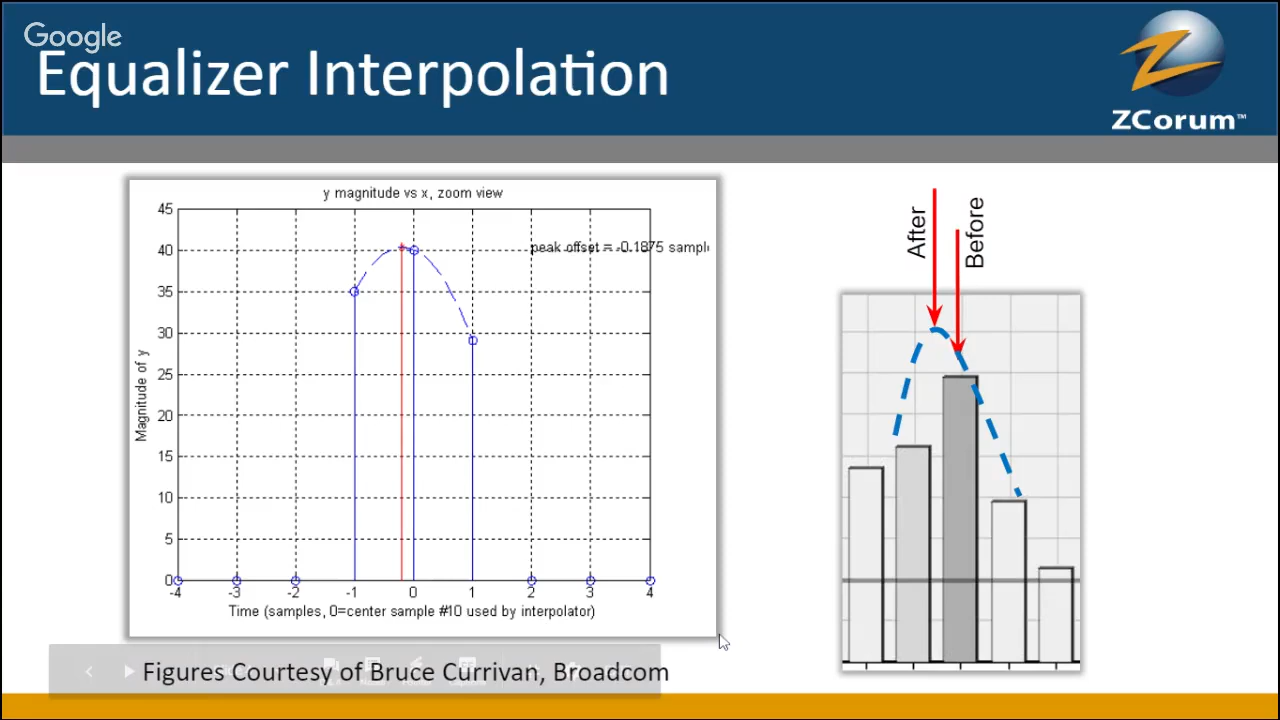 Google
Equalizer Interpolation
ZCorum™
y magnitude vs x, zoom view
45
40
35
30
25
20
15
10
5
0
Magnitude of y
peak offset = -0.1875 sampl
-4 -3 -2 -1 0 1 2 3 4
Time (samples, 0=center sample #10 used by interpolator)
After
Before
Figures Courtesy of Bruce Currivan, Broadcom